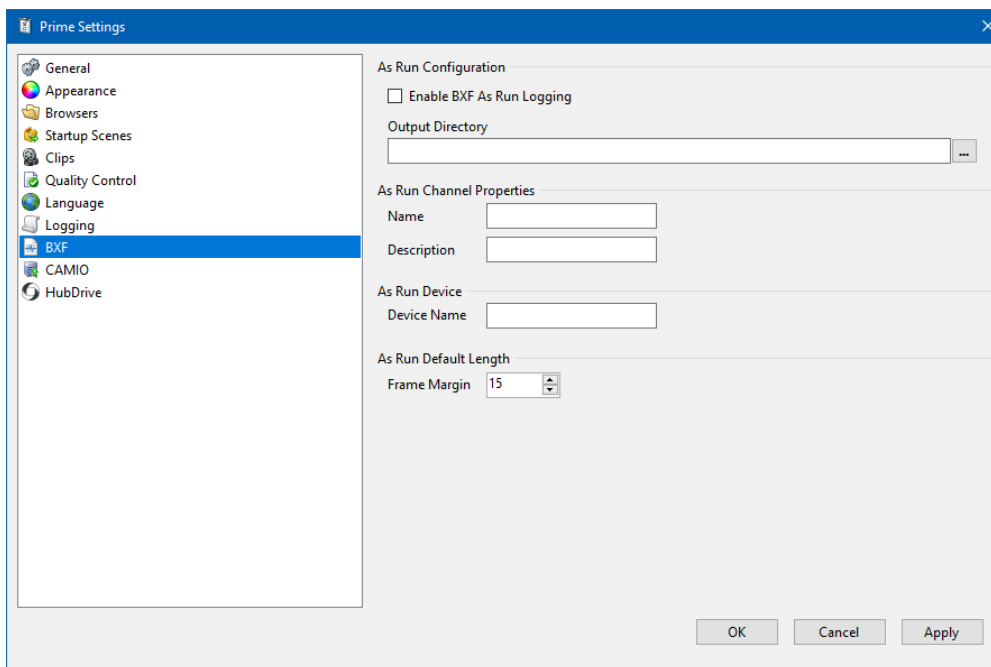 Prime Settings
General
Appearance
Browsers
Startup Scenes
Clips
Quality Control
Language
Logging
BXF
CAMIO
HubDrive
As Run Configuration
Enable BXF As Run Logging
Output Directory
...
As Run Channel Properties
Name
Description
As Run Device
Device Name
As Run Default Length
Frame Margin 15
OK Cancel Apply